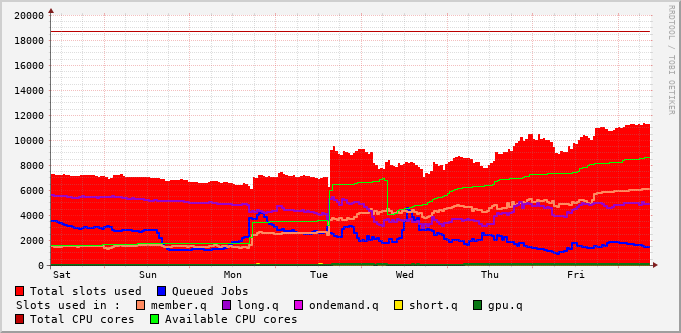 20000
18000
16000
14000
12000
10000
8000
6000
4000
2000
0
Sat Sun Mon Tue Wed Thu Fri
RRDTOOL / TOBI OETIKER
Total slots used Queued Jobs
Slots used in : member.q long.q ondemand.q short.q gpu.q
Total CPU cores Available CPU cores